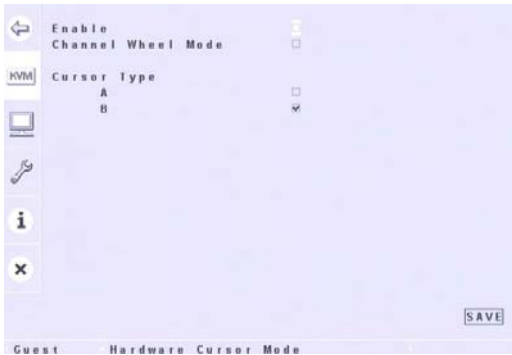 Enable
Channel Wheel Mode
KVM
Cursor Type
A
B
SAVE
Guest Hardware Cursor Mode